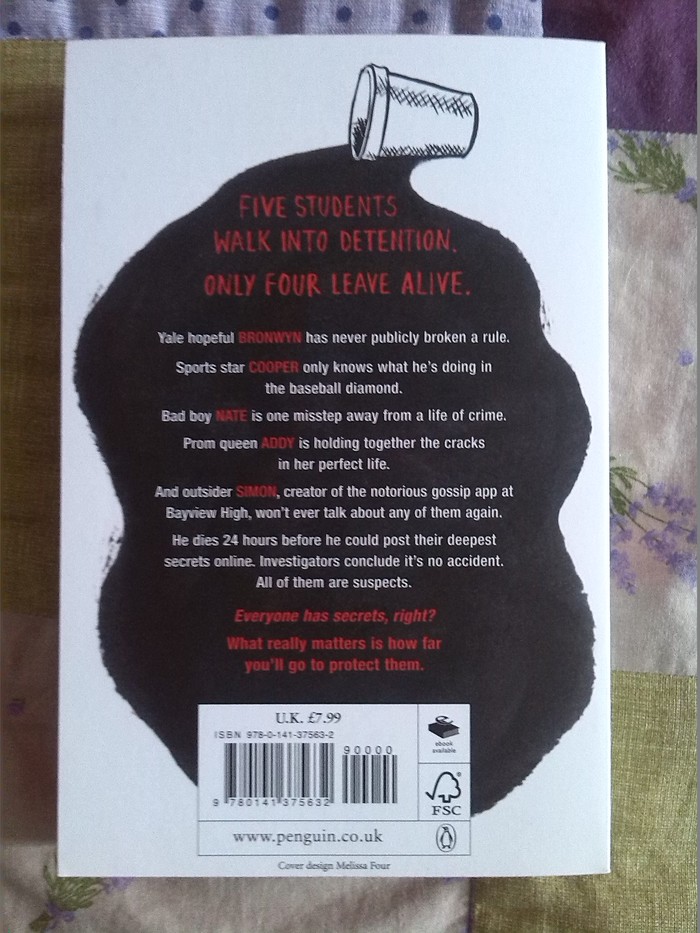 FIVE STUDENTS
WALK INTO DETENTION.
ONLY FOUR LEAVE ALIVE.
Yale hopeful BRONWYN has never publicly broken a rule.
Sports star COOPER only knows what he's doing in
the baseball diamond.
Bad boy NATE is one misstep away from a life of crime.
Prom queen ADDY is holding together the cracks
in her perfect life.
And outsider SIMON, creator of the notorious gossip app at
Bayview High, won't ever talk about any of them again.
He dies 24 hours before he could post their deepest
secrets online. Investigators conclude it's no accident.
All of them are suspects.
Everyone has secrets, right?
What really matters is how far
you'll go to protect them.
U.K. £7.99
ISBN 978-0-141-37563-2
90000
9 780141 375632
ebook
available
FSC
www.penguin.co.uk
Cover design Melissa Four